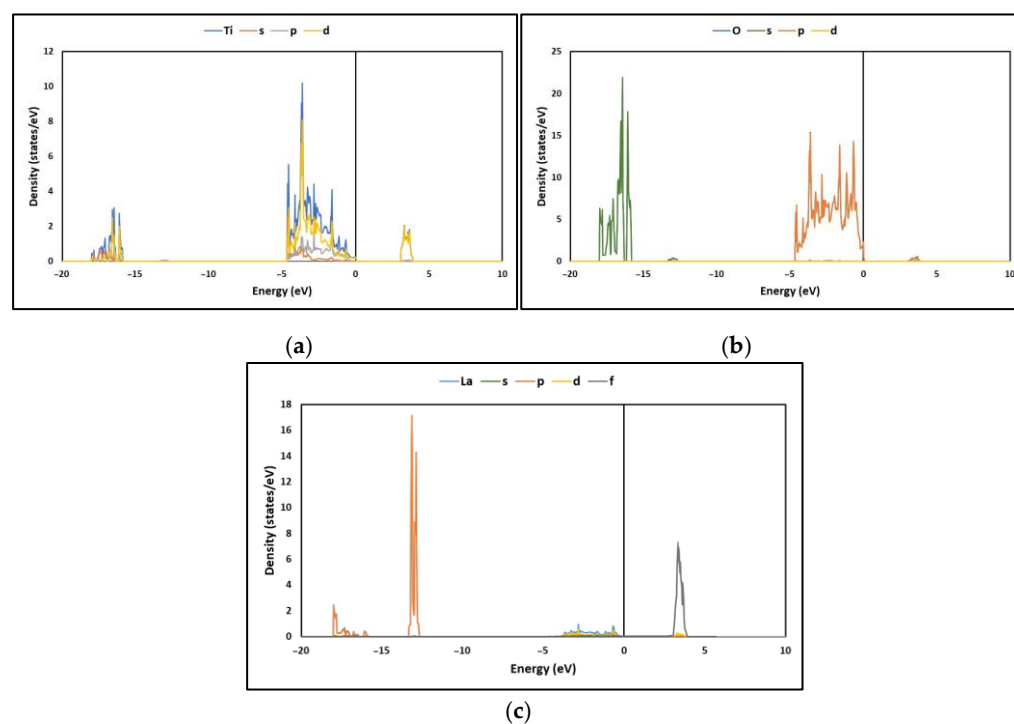 Ti s p d
12
10
8
6
4
2
0
Density (states/eV)
−20 −15 −10 −5 0 5 10
Energy (eV)
(a)
O s p d
25
20
15
10
5
0
Density (states/eV)
−20 −15 −10 −5 0 5 10
Energy (eV)
(b)
La s p d f
18
16
14
12
10
8
6
4
2
0
Density (states/eV)
−20 −15 −10 −5 0 5 10
Energy (eV)
(c)